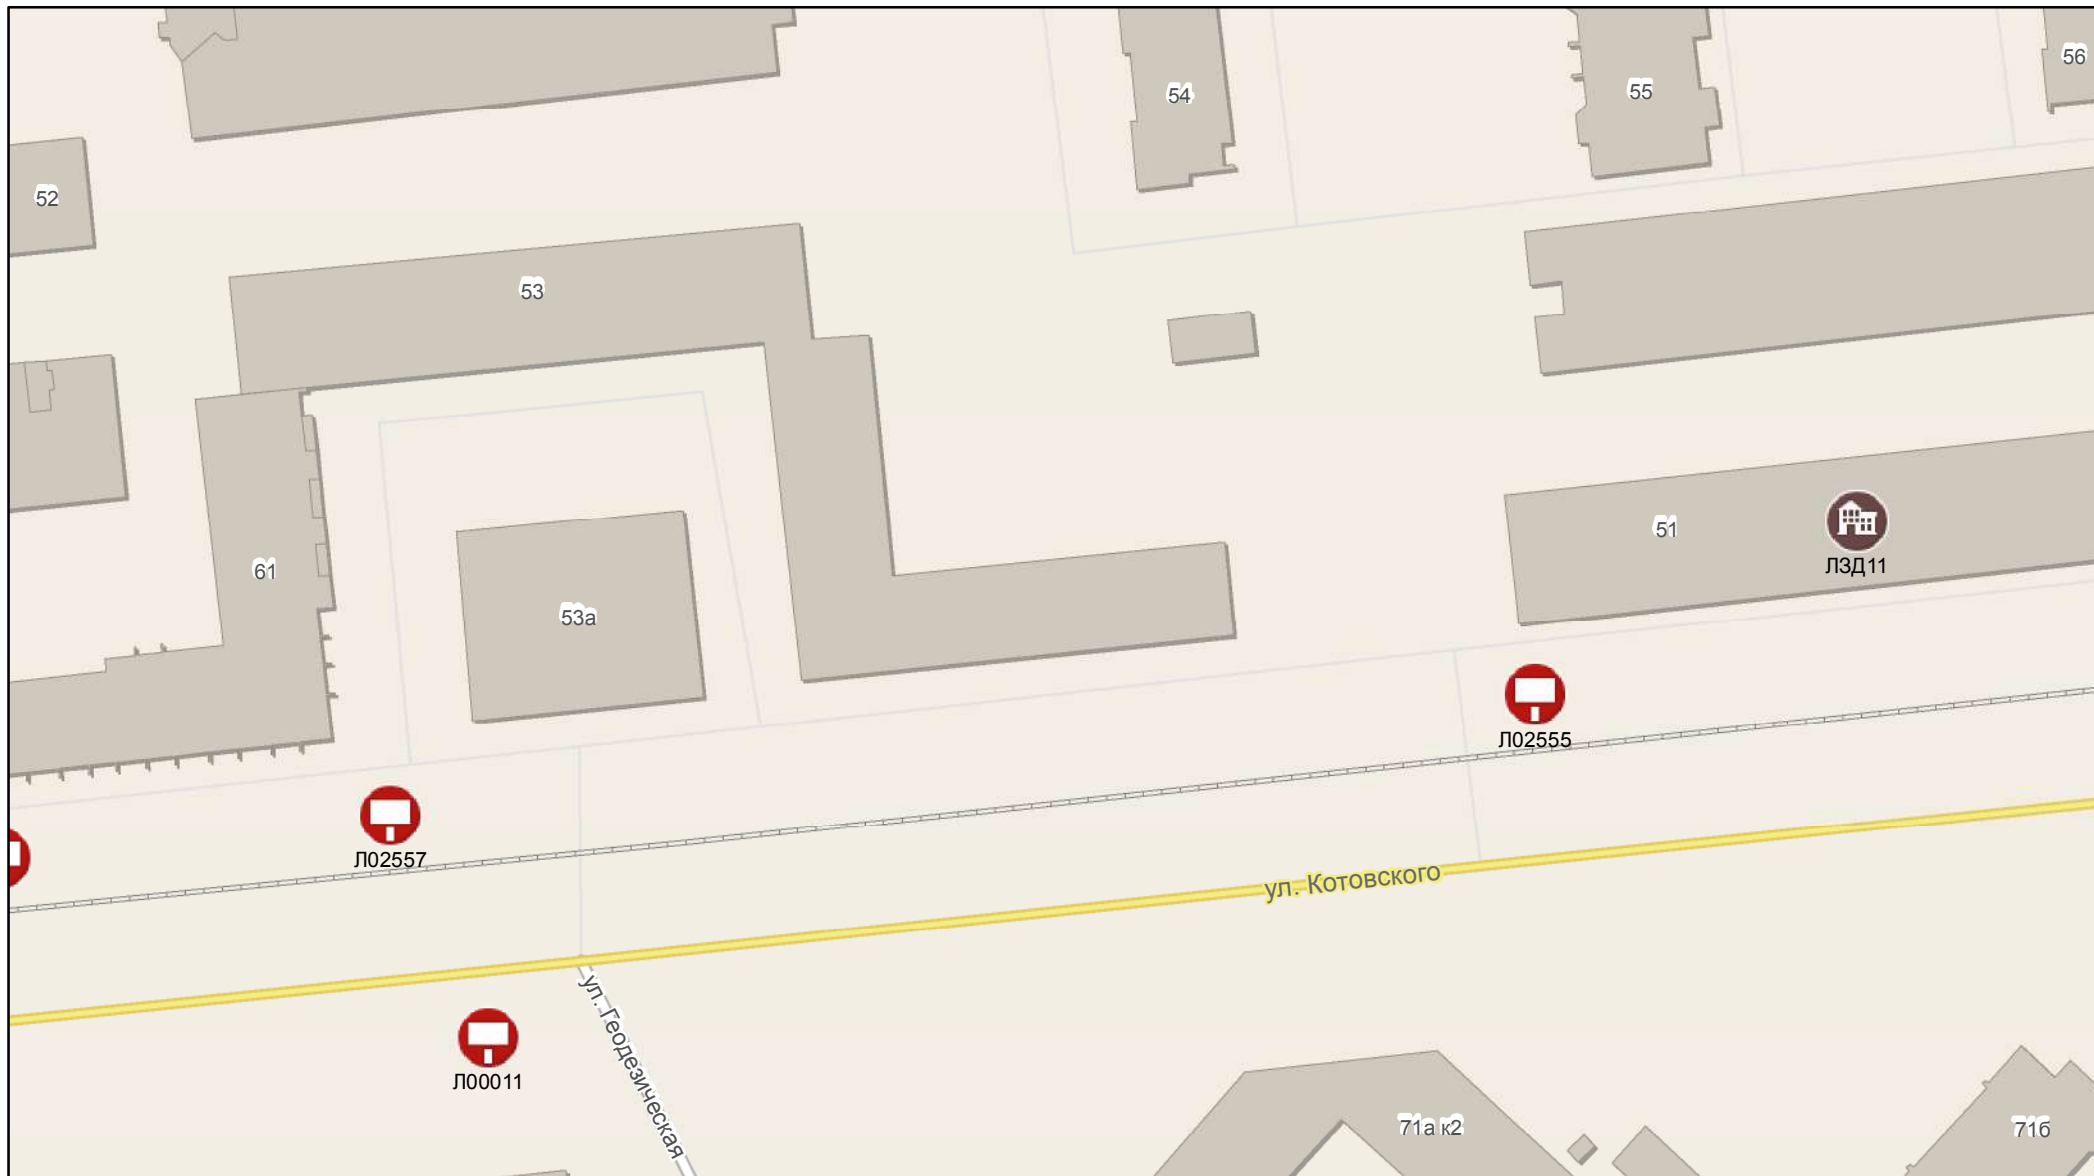 56
54
55
52
53
51
ЛЗД11
61
53а
Л02555
Л02557
ул. Котовского
ул. Геодезическая
Л00011
71а к2
71б